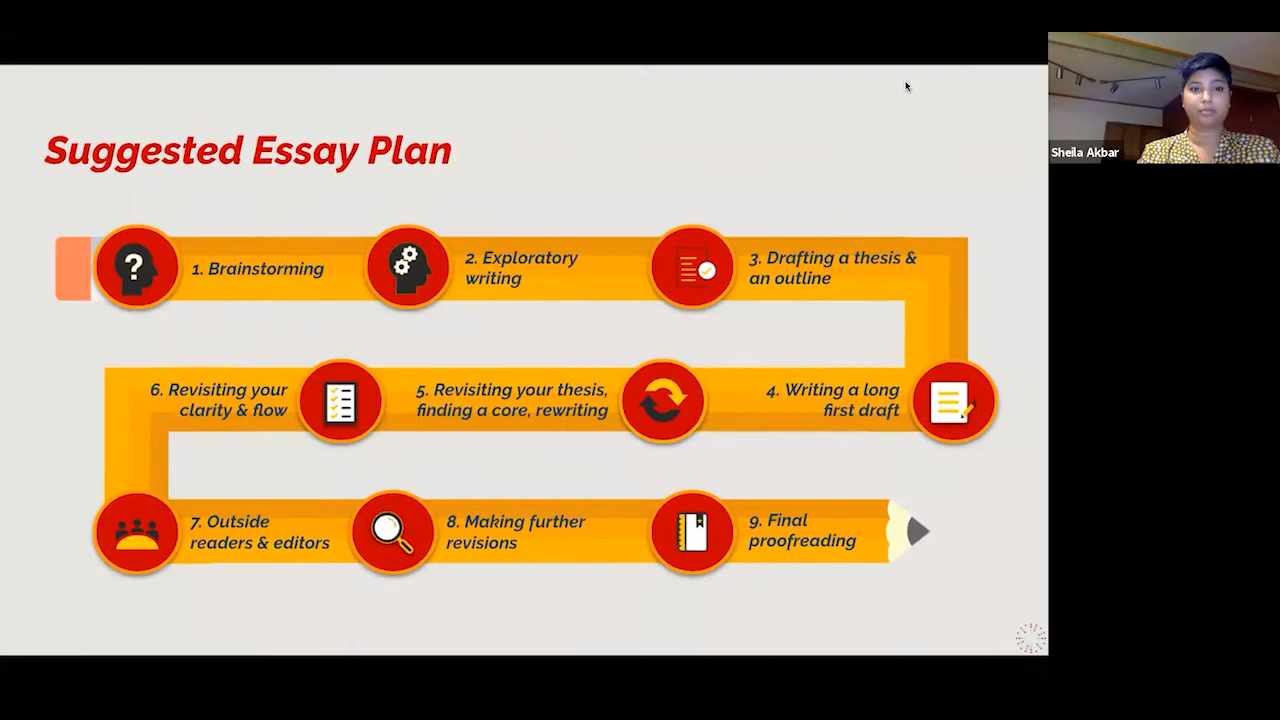 Suggested Essay Plan
Sheila Akbar
1. Brainstorming
2. Exploratory
writing
3. Drafting a thesis &
an outline
4. Writing a long
first draft
5. Revisiting your thesis,
finding a core, rewriting
6. Revisiting your
clarity & flow
7. Outside
readers & editors
8. Making further
revisions
9. Final
proofreading